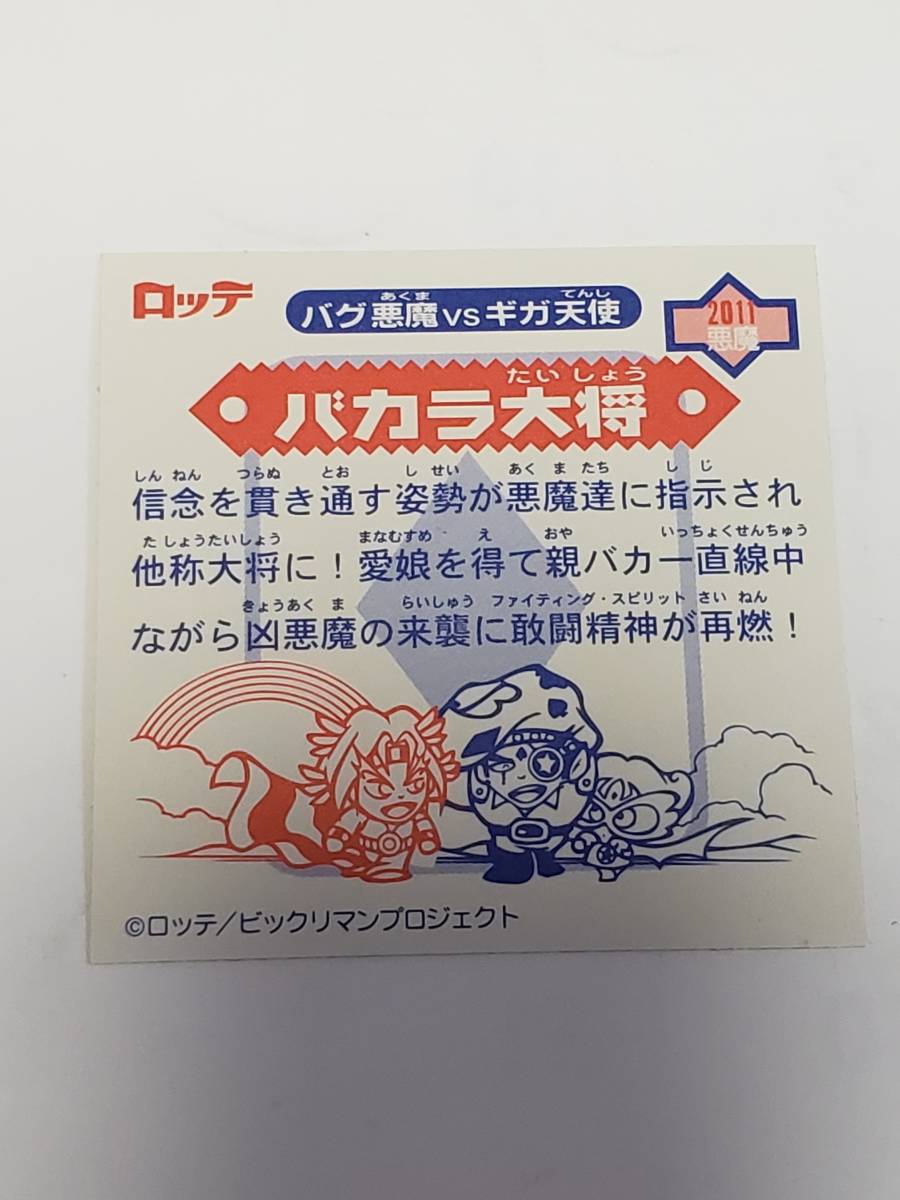 ロッテ
あくま てんし
バグ悪魔vsギガ天使
2011
悪魔
たいしょう
バカラ大将
しんねん つらぬ とお しせい あくまたち しじ
信念を貫き通す姿勢が悪魔達に指示され
たしょうたいしょう まなむすめ え おや いっちょくせんちゅう
他称大将に！愛娘を得て親バカ一直線中
きょうあくま らいしゅう ファイティング・スピリット さいねん
ながら凶悪魔の来襲に敢闘精神が再燃！
©ロッテ/ビックリマンプロジェクト